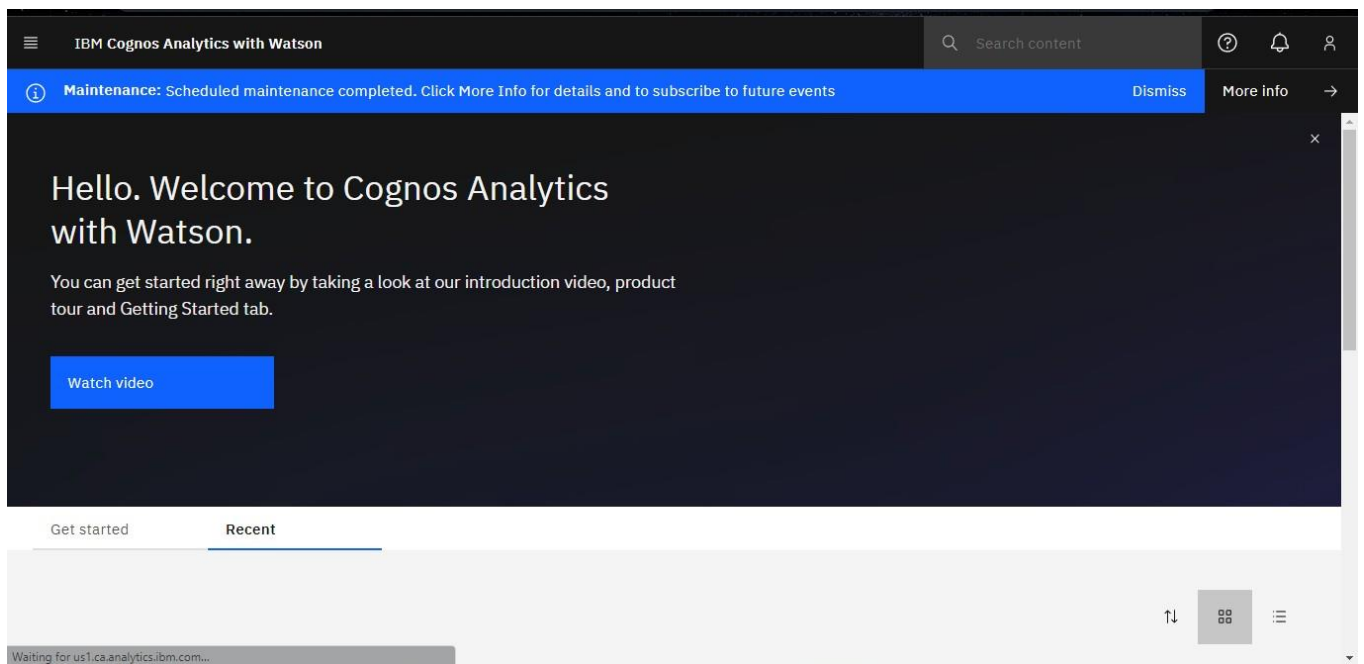 IBM Cognos Analytics with Watson
Search content
Maintenance: Scheduled maintenance completed. Click More Info for details and to subscribe to future events
Dismiss
More info
Hello. Welcome to Cognos Analytics
with Watson.
You can get started right away by taking a look at our introduction video, product
tour and Getting Started tab.
Watch video
Get started
Recent
Waiting for us1.ca.analytics.ibm.com...